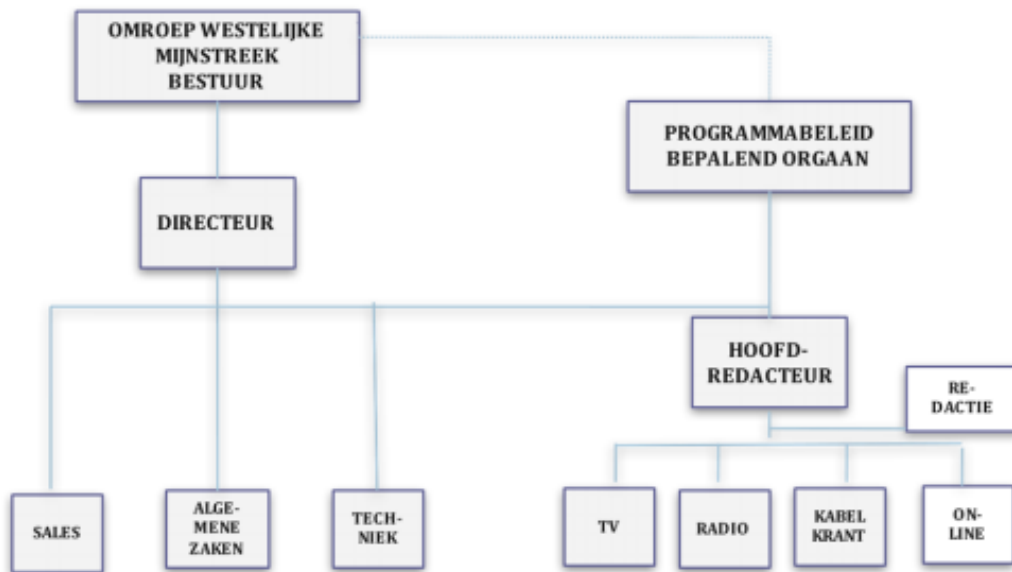 OMROEP WESTELIJKE
MIJNSTREEK
BESTUUR
PROGRAMMABELEID
BEPALEND ORGAAN
DIRECTEUR
HOOFD-
REDACTEUR
RE-
DACTIE
SALES
ALGE-
MENE
ZAKEN
TECH-
NIEK
TV
RADIO
KABEL
KRANT
ON-
LINE